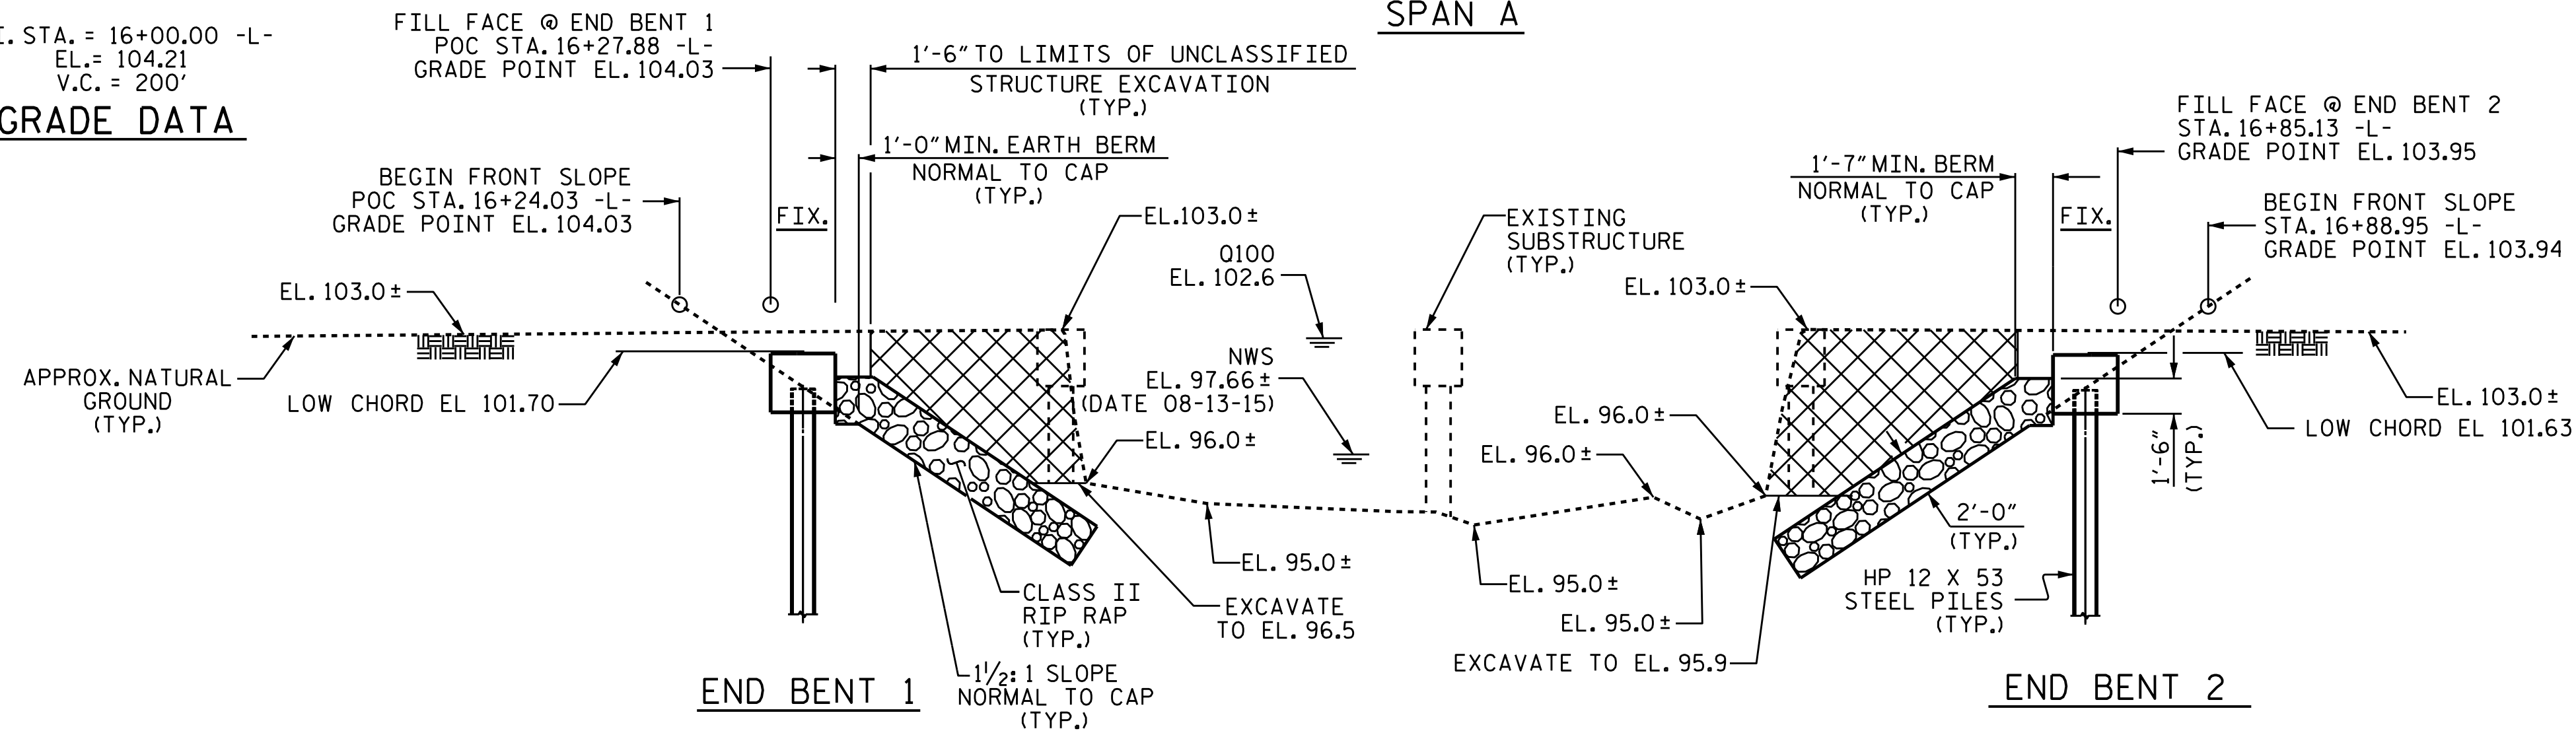 STA. = 16+00.00 -L-
EL.= 104.21
V.C. = 200'
GRADE DATA
FILL FACE @ END BENT 1
POC STA. 16+27.88 -L-
GRADE POINT EL. 104.03
BEGIN FRONT SLOPE
POC STA. 16+24.03 -L-
GRADE POINT EL. 104.03
FIX.
1'-6" TO LIMITS OF UNCLASSIFIED
STRUCTURE EXCAVATION
(TYP.)
1'-0" MIN. EARTH BERM
NORMAL TO CAP
(TYP.)
SPAN A
EL. 103.0±
Q100
EL. 102.6
EXISTING
SUBSTRUCTURE
(TYP.)
EL. 103.0±
1'-7" MIN. BERM
NORMAL TO CAP
(TYP.)
FIX.
FILL FACE @ END BENT 2
STA. 16+85.13 -L-
GRADE POINT EL. 103.95
BEGIN FRONT SLOPE
STA. 16+88.95 -L-
GRADE POINT EL. 103.94
EL. 103.0±
APPROX. NATURAL
GROUND
(TYP.)
LOW CHORD EL 101.70
NWS
EL. 97.66±
(DATE 08-13-15)
EL. 96.0±
EL. 95.0±
EXCAVATE
TO EL. 96.5
CLASS II
RIP RAP
(TYP.)
1½:1 SLOPE
NORMAL TO CAP
(TYP.)
END BENT 1
EL. 96.0±
EL. 96.0±
EL. 95.0±
EL. 95.0±
EXCAVATE TO EL. 95.9
2'-0"
(TYP.)
HP 12 X 53
STEEL PILES
(TYP.)
1'-6"
(TYP.)
EL. 103.0±
LOW CHORD EL 101.63
END BENT 2